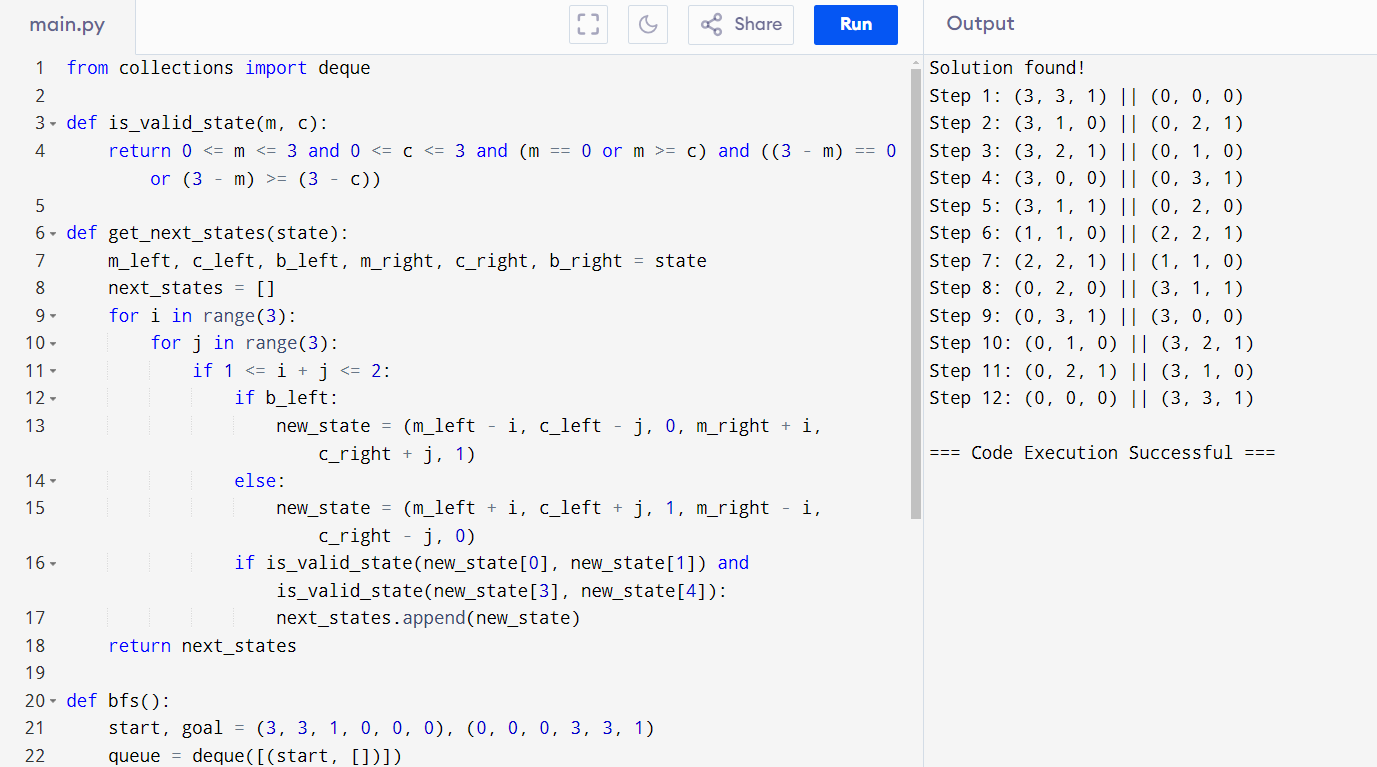 main.py
Share
Run
Output
1 from collections import deque
2
3 def is_valid_state(m, c):
4     return 0 <= m <= 3 and 0 <= c <= 3 and (m == 0 or m >= c) and ((3 - m) == 0
        or (3 - m) >= (3 - c))
5
6 def get_next_states(state):
7     m_left, c_left, b_left, m_right, c_right, b_right = state
8     next_states = []
9     for i in range(3):
10         for j in range(3):
11             if 1 <= i + j <= 2:
12                 if b_left:
13                     new_state = (m_left - i, c_left - j, 0, m_right + i,
                        c_right + j, 1)
14                 else:
15                     new_state = (m_left + i, c_left + j, 1, m_right - i,
                        c_right - j, 0)
16                 if is_valid_state(new_state[0], new_state[1]) and
                    is_valid_state(new_state[3], new_state[4]):
17                     next_states.append(new_state)
18     return next_states
19
20 def bfs():
21     start, goal = (3, 3, 1, 0, 0, 0), (0, 0, 0, 3, 3, 1)
22     queue = deque([(start, [])])
Solution found!
Step 1: (3, 3, 1) || (0, 0, 0)
Step 2: (3, 1, 0) || (0, 2, 1)
Step 3: (3, 2, 1) || (0, 1, 0)
Step 4: (3, 0, 0) || (0, 3, 1)
Step 5: (3, 1, 1) || (0, 2, 0)
Step 6: (1, 1, 0) || (2, 2, 1)
Step 7: (2, 2, 1) || (1, 1, 0)
Step 8: (0, 2, 0) || (3, 1, 1)
Step 9: (0, 3, 1) || (3, 0, 0)
Step 10: (0, 1, 0) || (3, 2, 1)
Step 11: (0, 2, 1) || (3, 1, 0)
Step 12: (0, 0, 0) || (3, 3, 1)
=== Code Execution Successful ===